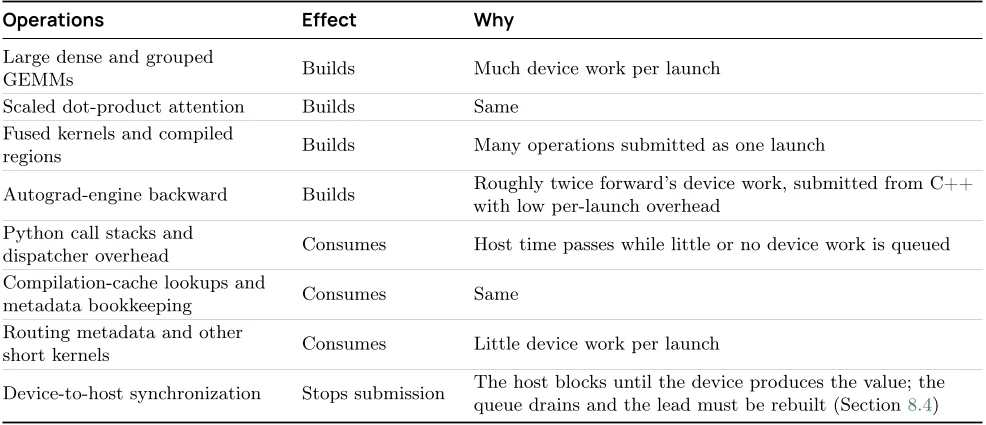 Operations Effect Why
Large dense and grouped
GEMMs
Builds
Much device work per launch
Scaled dot-product attention Builds Same
Fused kernels and compiled
regions
Builds
Many operations submitted as one launch
Autograd-engine backward
Builds
Roughly twice forward's device work, submitted from C++
with low per-launch overhead
Python call stacks and
dispatcher overhead
Consumes
Host time passes while little or no device work is queued
Compilation-cache lookups and
metadata bookkeeping
Consumes
Same
Routing metadata and other
short kernels
Consumes
Little device work per launch
Device-to-host synchronization
Stops submission
The host blocks until the device produces the value; the
queue drains and the lead must be rebuilt (Section 8.4)